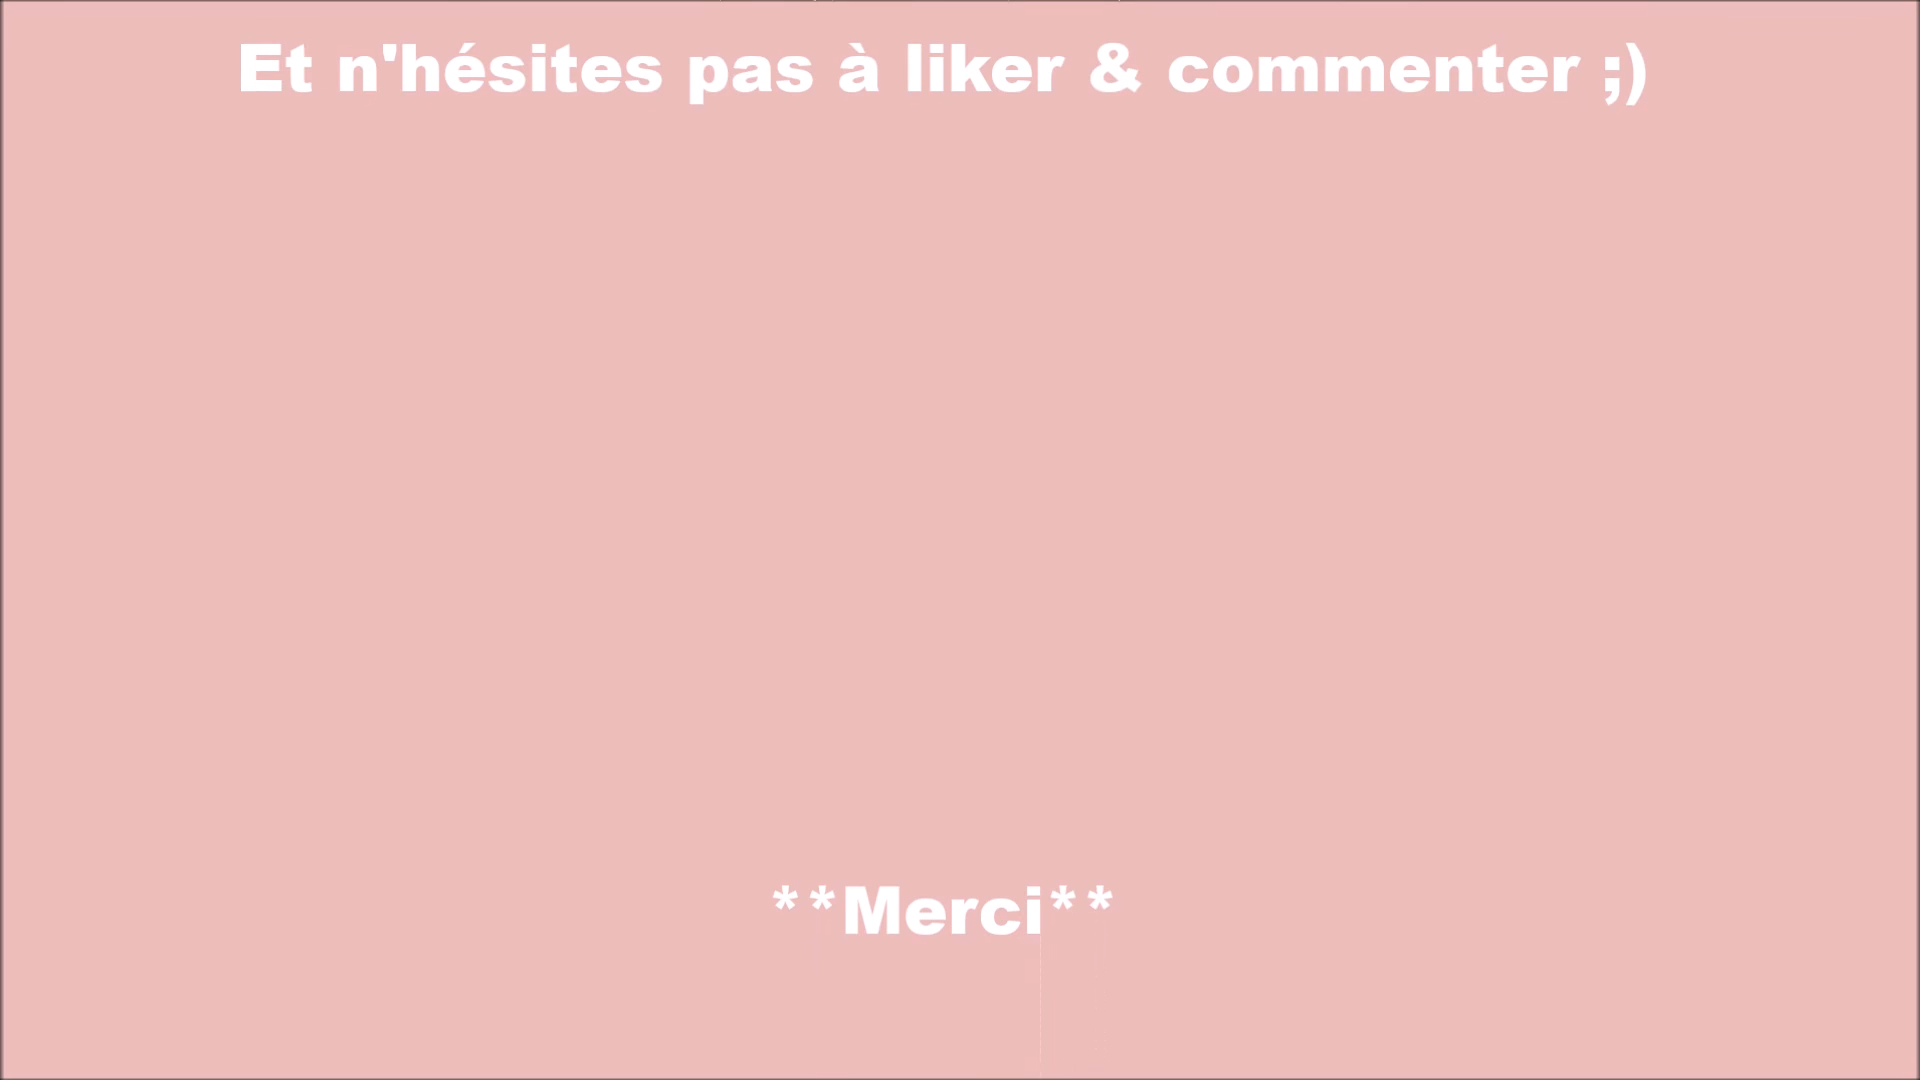 Et n'hésites pas à liker & commenter ;)
**Merci**